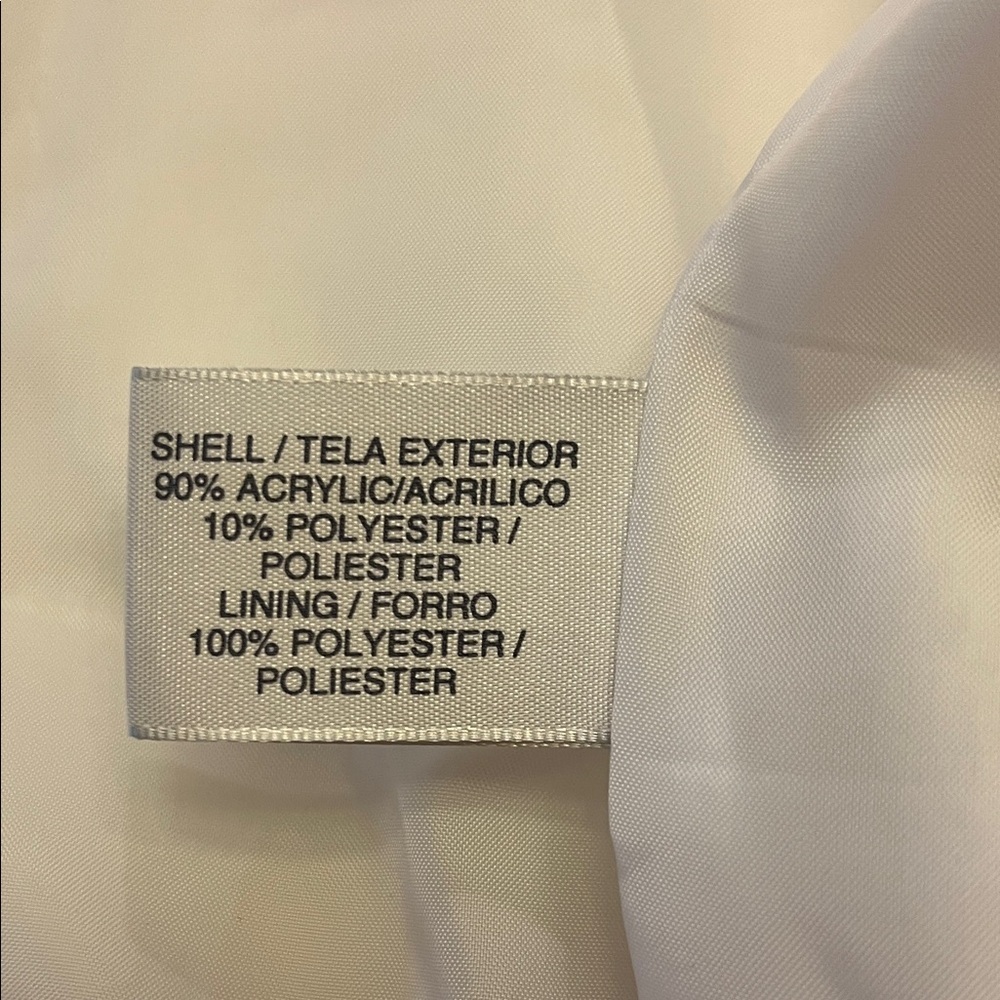 SHELL / TELA EXTERIOR
90% ACRYLIC/ACRILICO
10% POLYESTER /
POLIESTER
LINING / FORRO
100% POLYESTER /
POLIESTER